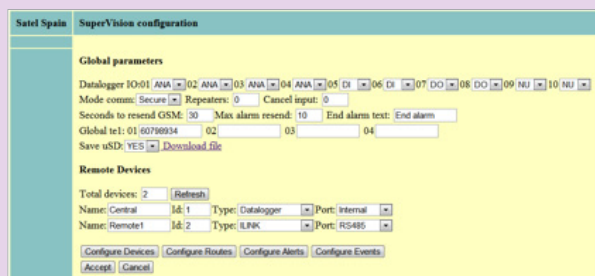 Satel Spain SuperVision configuration
Global parameters
Datalogger IO:01 ANA 02 ANA 03 ANA 04 ANA 05 DI 06 DI 07 DO 08 DO 09 NU 10 NU
Mode comm: Secure Repeaters: 0 Cancel input: 0
Seconds to resend GSM: 30 Max alarm resend: 10 End alarm text: End alarm
Global te1: 01 60798934 02 03 04
Save uSD: YES Download file
Remote Devices
Total devices: 2 Refresh
Name: Central Id: 1 Type: Datalogger Port: Internal
Name: Remote1 Id: 2 Type: ILINK Port: RS485
Configure Devices Configure Routes Configure Alerts Configure Events
Accept Cancel